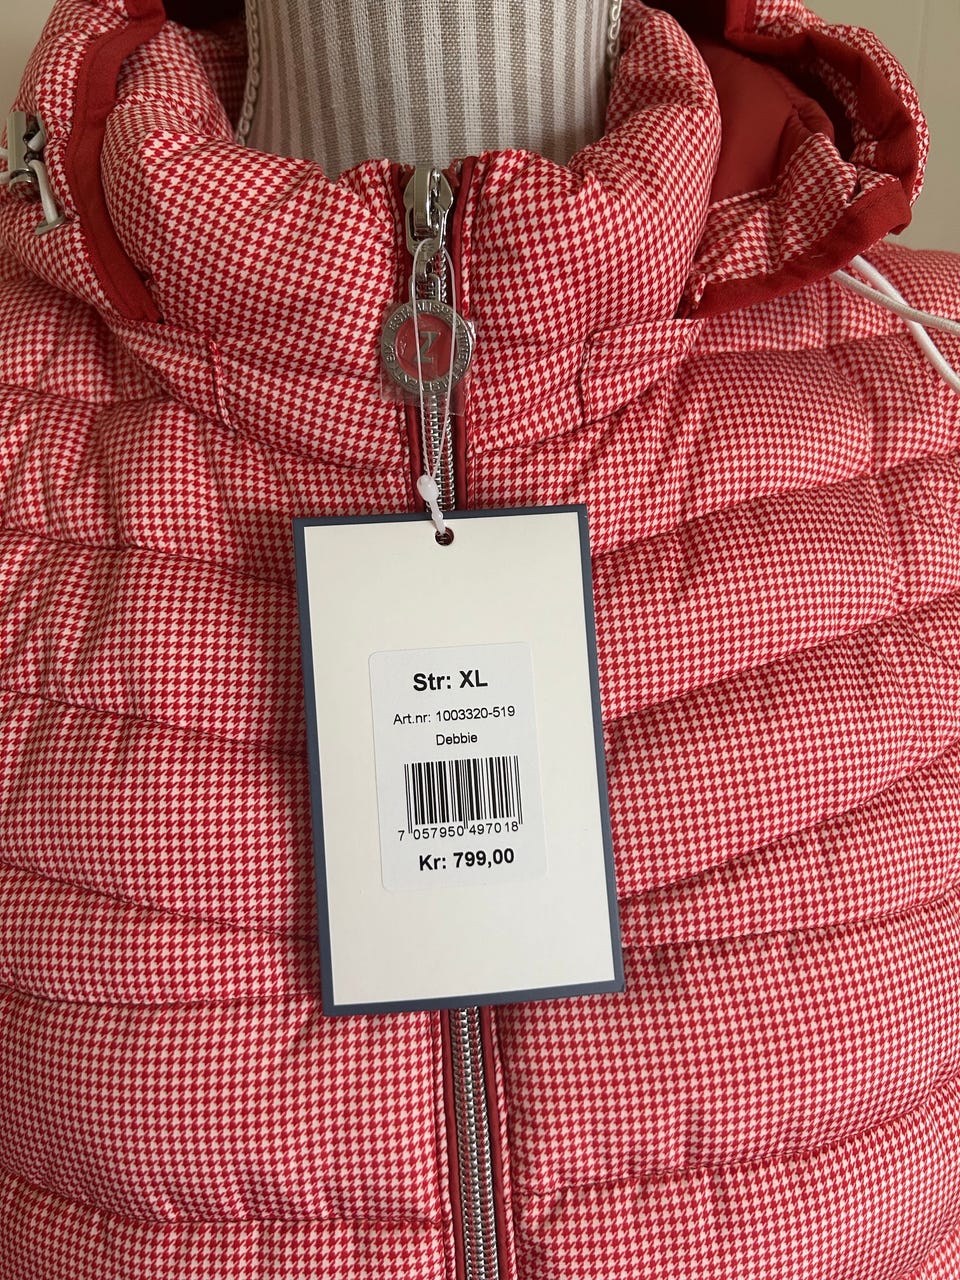 Z
Str: XL
Art.nr: 1003320-519
Debbie
7 057950 497018
Kr: 799,00